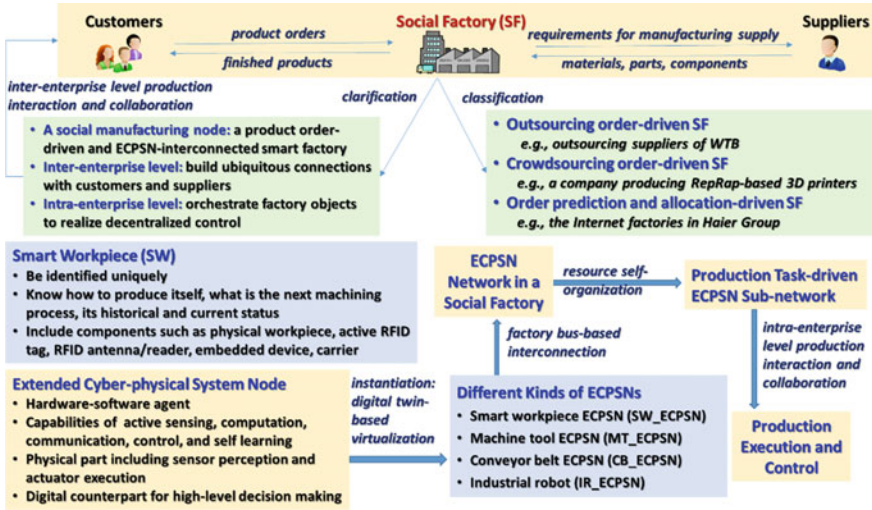 Customers
Social Factory (SF)
Suppliers
product orders
finished products
requirements for manufacturing supply
materials, parts, components
inter-enterprise level production
interaction and collaboration
clarification
classification
• A social manufacturing node: a product order-
driven and ECPSN-interconnected smart factory
• Inter-enterprise level: build ubiquitous connections
with customers and suppliers
• Intra-enterprise level: orchestrate factory objects
to realize decentralized control
• Outsourcing order-driven SF
e.g., outsourcing suppliers of WTB
• Crowdsourcing order-driven SF
e.g., a company producing RepRap-based 3D printers
• Order prediction and allocation-driven SF
e.g., the Internet factories in Haier Group
Smart Workpiece (SW)
• Be identified uniquely
• Know how to produce itself, what is the next machining
process, its historical and current status
• Include components such as physical workpiece, active RFID
tag, RFID antenna/reader, embedded device, carrier
ECPSN
Network in a
Social Factory
resource self-
organization
Production Task-driven
ECPSN Sub-network
factory bus-based
interconnection
intra-enterprise
level production
interaction and
collaboration
Extended Cyber-physical System Node
• Hardware-software agent
• Capabilities of active sensing, computation,
communication, control, and self learning
• Physical part including sensor perception and
actuator execution
• Digital counterpart for high-level decision making
instantiation:
digital twin-
based
virtualization
Different Kinds of ECPSNs
• Smart workpiece ECPSN (SW_ECPSN)
• Machine tool ECPSN (MT_ECPSN)
• Conveyor belt ECPSN (CB_ECPSN)
• Industrial robot (IR_ECPSN)
Production
Execution and
Control